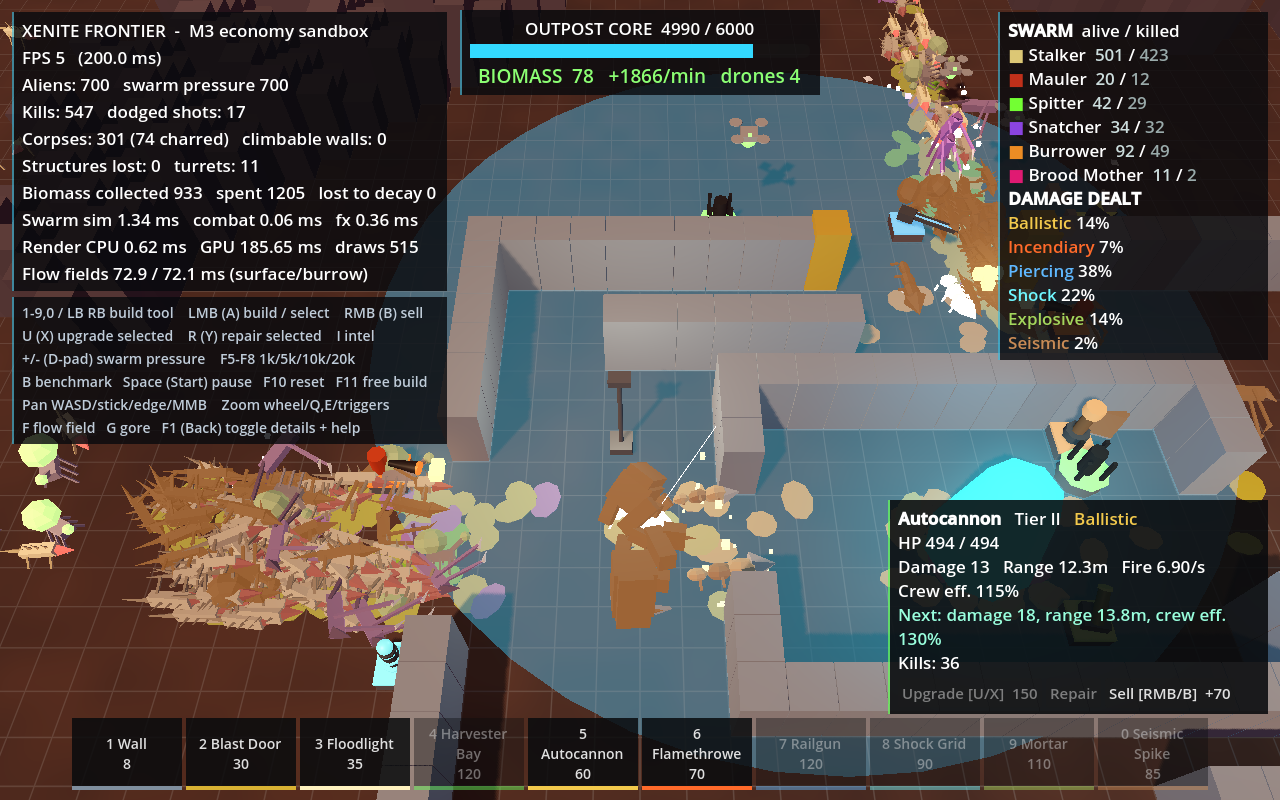 XENITE FRONTIER - M3 economy sandbox
FPS 5 (200.0 ms)
Aliens: 700 swarm pressure 700
Kills: 547 dodged shots: 17
Corpses: 301 (74 charred) climbable walls: 0
Structures lost: 0 turrets: 11
Biomass collected 933 spent 1205 lost to decay 0
Swarm sim 1.34 ms combat 0.06 ms fx 0.36 ms
Render CPU 0.62 ms GPU 185.65 ms draws 515
Flow fields 72.9 / 72.1 ms (surface/burrow)
1-9,0 / LB RB build tool LMB (A) build / select RMB (B) sell
U (X) upgrade selected R (Y) repair selected I intel
+/- (D-pad) swarm pressure F5-F8 1k/5k/10k/20k
B benchmark Space (Start) pause F10 reset F11 free build
Pan WASD/stick/edge/MMB Zoom wheel/Q,E/triggers
F flow field G gore F1 (Back) toggle details + help
OUTPOST CORE 4990 / 6000
BIOMASS 78 +1866/min drones 4
SWARM alive / killed
Stalker 501 / 423
Mauler 20 / 12
Spitter 42 / 29
Snatcher 34 / 32
Burrower 92 / 49
Brood Mother 11 / 2
DAMAGE DEALT
Ballistic 14%
Incendiary 7%
Piercing 38%
Shock 22%
Explosive 14%
Seismic 2%
Autocannon Tier II Ballistic
HP 494 / 494
Damage 13 Range 12.3m Fire 6.90/s
Crew eff. 115%
Next: damage 18, range 13.8m, crew eff.
130%
Kills: 36
Upgrade [U/X] 150 Repair Sell [RMB/B] +70
1 Wall
8
2 Blast Door
30
3 Floodlight
35
4 Harvester
Bay
120
5
Autocannon
60
6
Flamethrowe
70
7 Railgun
120
8 Shock Grid
90
9 Mortar
110
0 Seismic
Spike
85